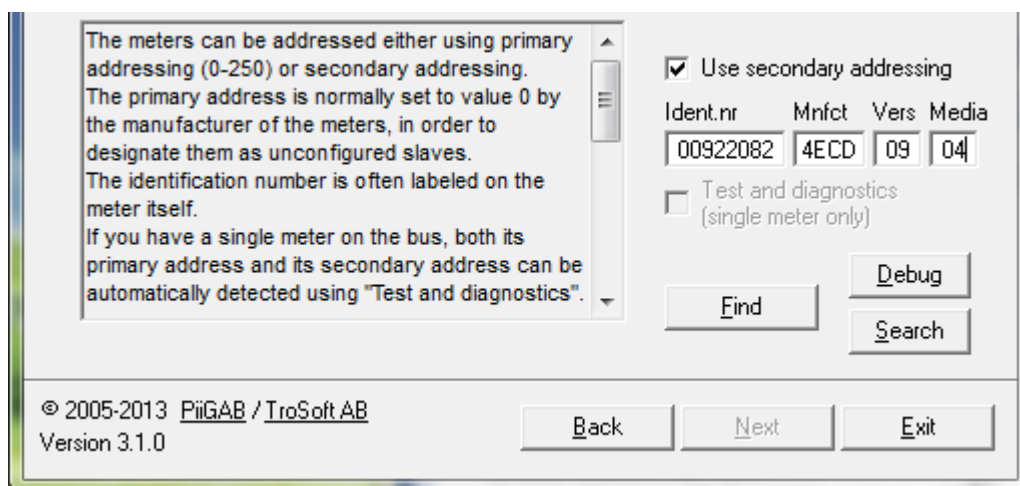 The meters can be addressed either using primary
addressing (0-250) or secondary addressing.
The primary address is normally set to value 0 by
the manufacturer of the meters, in order to
designate them as unconfigured slaves.
The identification number is often labeled on the
meter itself.
If you have a single meter on the bus, both its
primary address and its secondary address can be
automatically detected using "Test and diagnostics".
Use secondary addressing
Ident.nr Mnfct Vers Media
00922082 4ECD 09 04
Test and diagnostics
(single meter only)
Debug
Find
Search
© 2005-2013 PiiGAB / TroSoft AB
Version 3.1.0
Back Next Exit